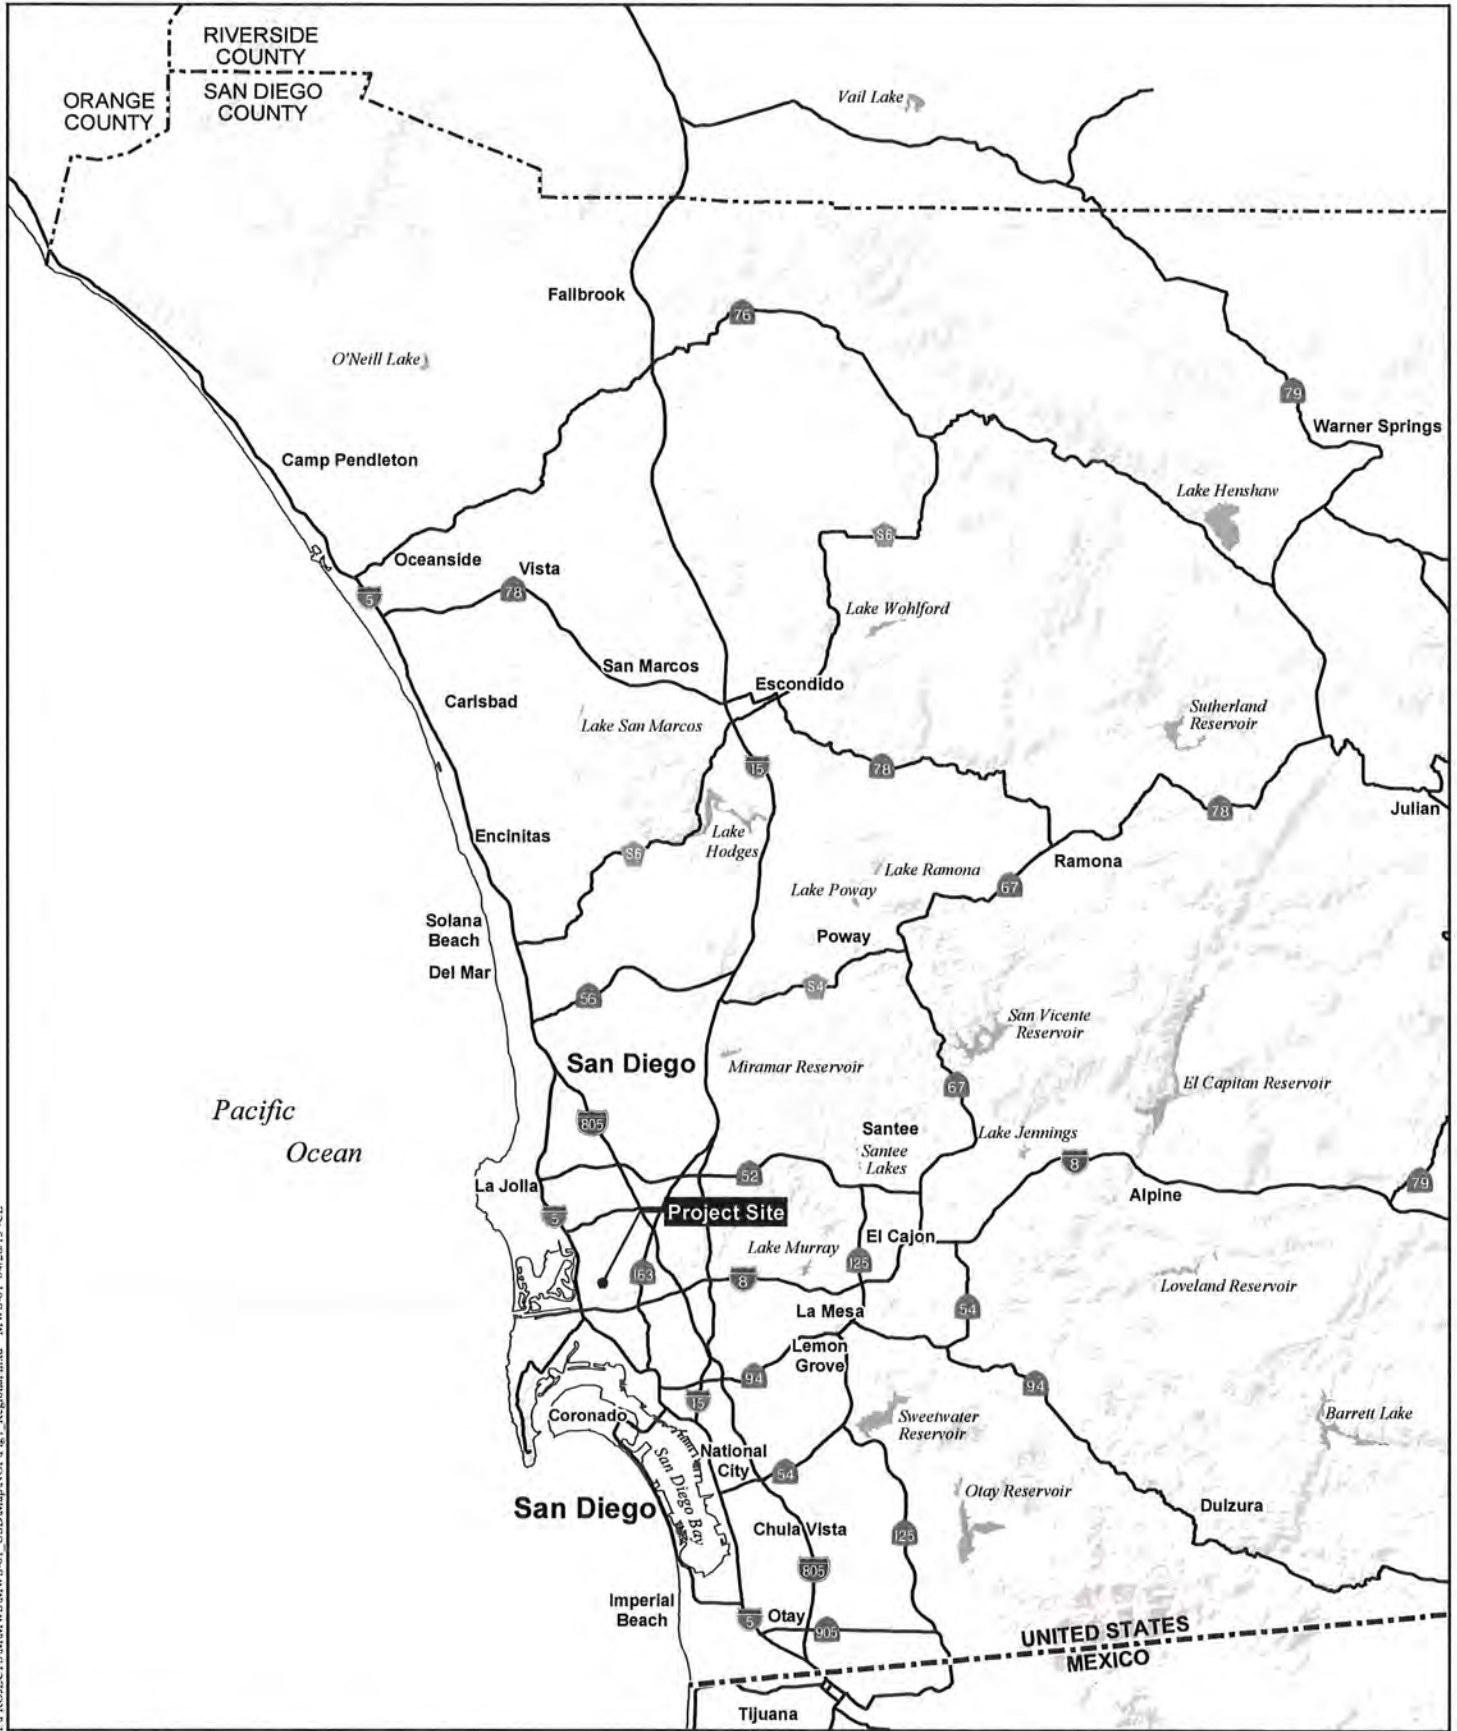 RIVERSIDE
COUNTY
ORANGE
COUNTY
SAN DIEGO
COUNTY
Vail Lake
Fallbrook
76
O'Neill Lake
79
Warner Springs
Camp Pendleton
Lake Henshaw
S6
Oceanside
Vista
5
78
Lake Wohlford
San Marcos
Escondido
Carlsbad
Lake San Marcos
Sutherland
Reservoir
15
78
78
Julian
Encinitas
Lake
Hodges
S6
Ramona
Lake Ramona
67
Lake Poway
Solana
Beach
Poway
Del Mar
56
S4
San Vicente
Reservoir
San Diego
Miramar Reservoir
67
El Capitan Reservoir
Pacific
Ocean
805
Santee
Santee
Lakes
Lake Jennings
8
52
La Jolla
Alpine
79
5
Project Site
El Cajon
Lake Murray
125
163
8
Loveland Reservoir
La Mesa
54
Lemon
Grove
94
94
15
Coronado
Sweetwater
Reservoir
Barrett Lake
National
City
San Diego Bay
54
Otay Reservoir
San Diego
Dulzura
Chula Vista
125
805
Imperial
Beach
5
Otay
905
UNITED STATES
MEXICO
Tijuana